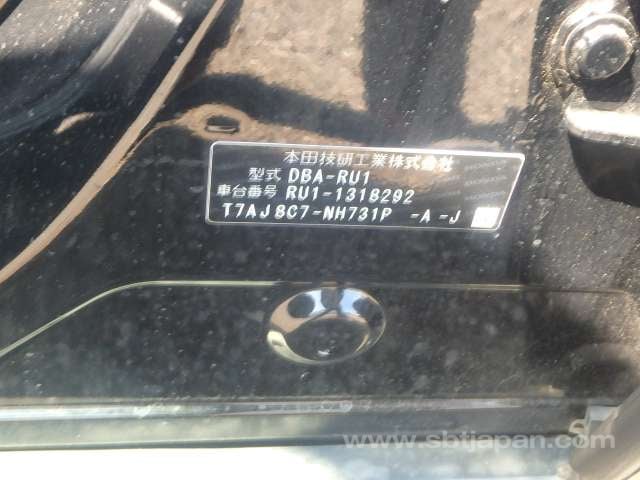 本田技研工業株式会社
型式 DBA-RU1
車台番号 RU1-1318292
T7AJ8C7-NH731P -A -J
www.sbtjapan.com